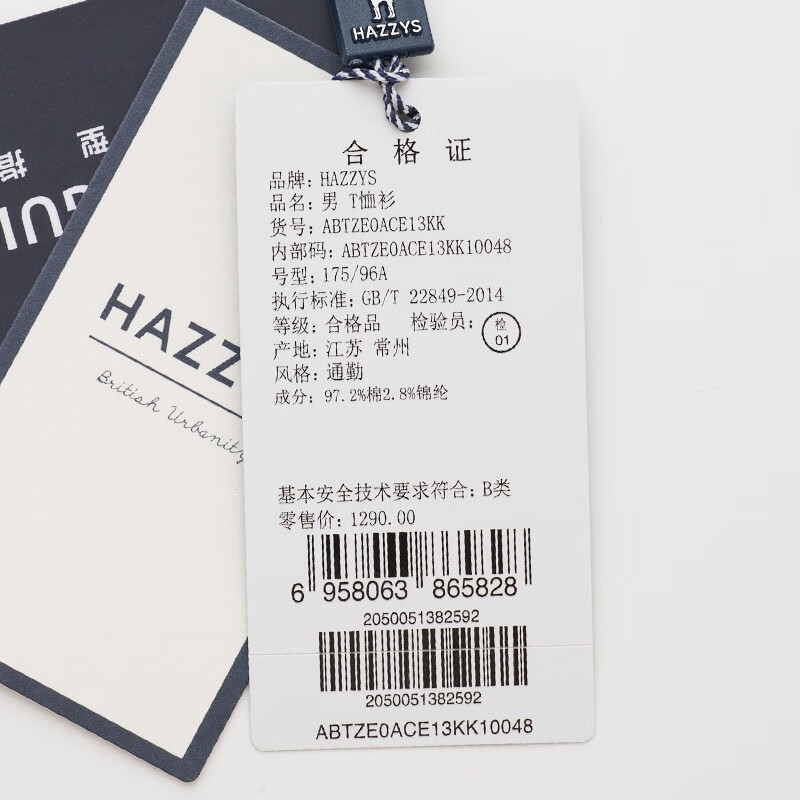 HAZZYS
合格证
品牌: HAZZYS
品名: 男 T恤衫
货号: ABTZE0ACE13KK
内部码: ABTZE0ACE13KK10048
号型: 175/96A
执行标准: GB/T 22849-2014
等级: 合格品 检验员: 检 01
产地: 江苏 常州
风格: 通勤
成分: 97.2%棉2.8%锦纶
基本安全技术要求符合: B类
零售价: 1290.00
6 958063 865828
2050051382592
2050051382592
ABTZE0ACE13KK10048
HAZZ
British Urbanity
型
指
GUI